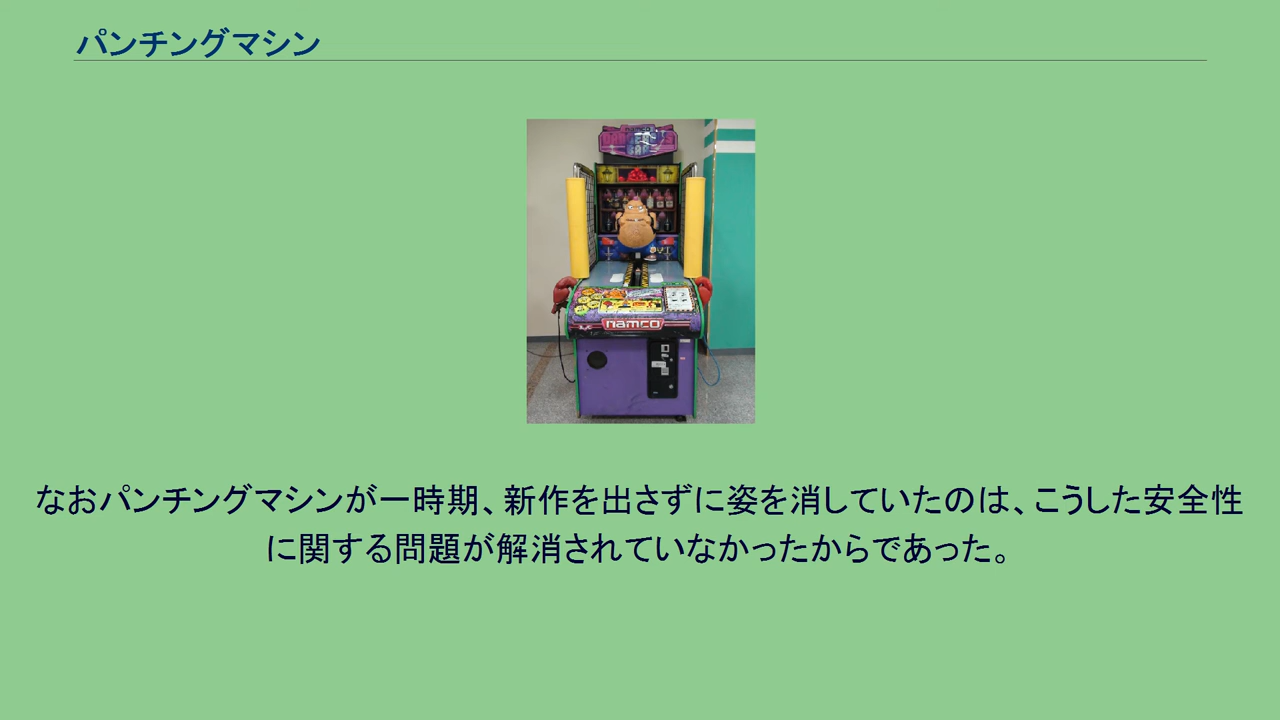 パンチングマシン
namco
namco
なおパンチングマシンが一時期、新作を出さずに姿を消していたのは、こうした安全性
に関する問題が解消されていなかったからであった。